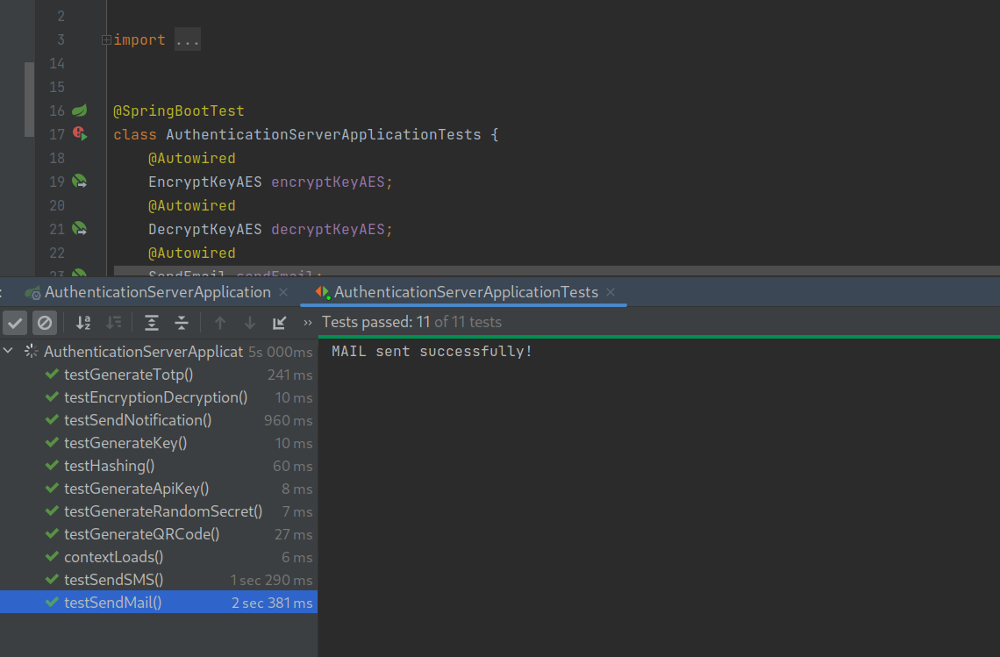 2
3 import ...
14
15
16 @SpringBootTest
17 class AuthenticationServerApplicationTests {
18 @Autowired
19 EncryptKeyAES encryptKeyAES;
20 @Autowired
21 DecryptKeyAES decryptKeyAES;
22 @Autowired
23 SendEmail sendEmail;
: AuthenticationServerApplication × AuthenticationServerApplicationTests ×
» Tests passed: 11 of 11 tests
AuthenticationServerApplicat 5s 000ms
MAIL sent successfully!
testGenerateTotp() 241 ms
testEncryptionDecryption() 10 ms
testSendNotification() 960 ms
testGenerateKey() 10 ms
testHashing() 60 ms
testGenerateApiKey() 8 ms
testGenerateRandomSecret() 7 ms
testGenerateQRCode() 27 ms
contextLoads() 6 ms
testSendSMS() 1 sec 290 ms
testSendMail() 2 sec 381 ms